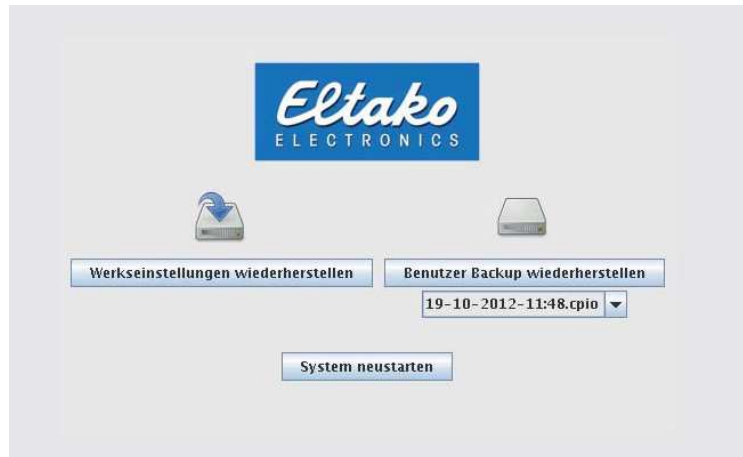 Eltako
ELECTRONICS
Werkseinstellungen wiederherstellen
Benutzer Backup wiederherstellen
19-10-2012-11:48.cpio
System neustarten